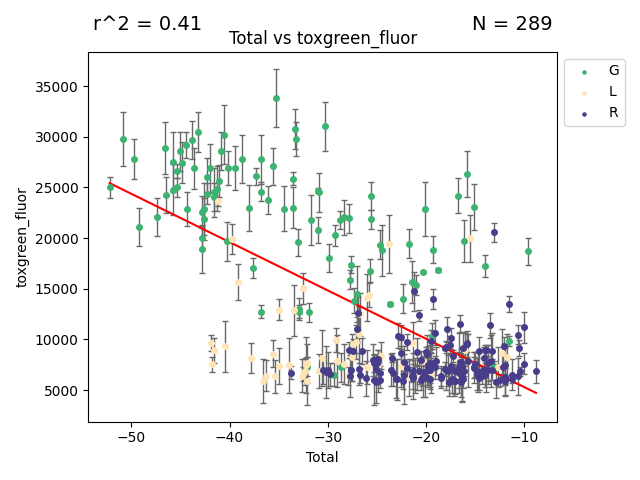 r^2 = 0.41
N = 289
Total vs toxgreen_fluor
35000
30000
25000
20000
15000
10000
5000
toxgreen_fluor
−50
−40
−30
−20
−10
Total
G
L
R